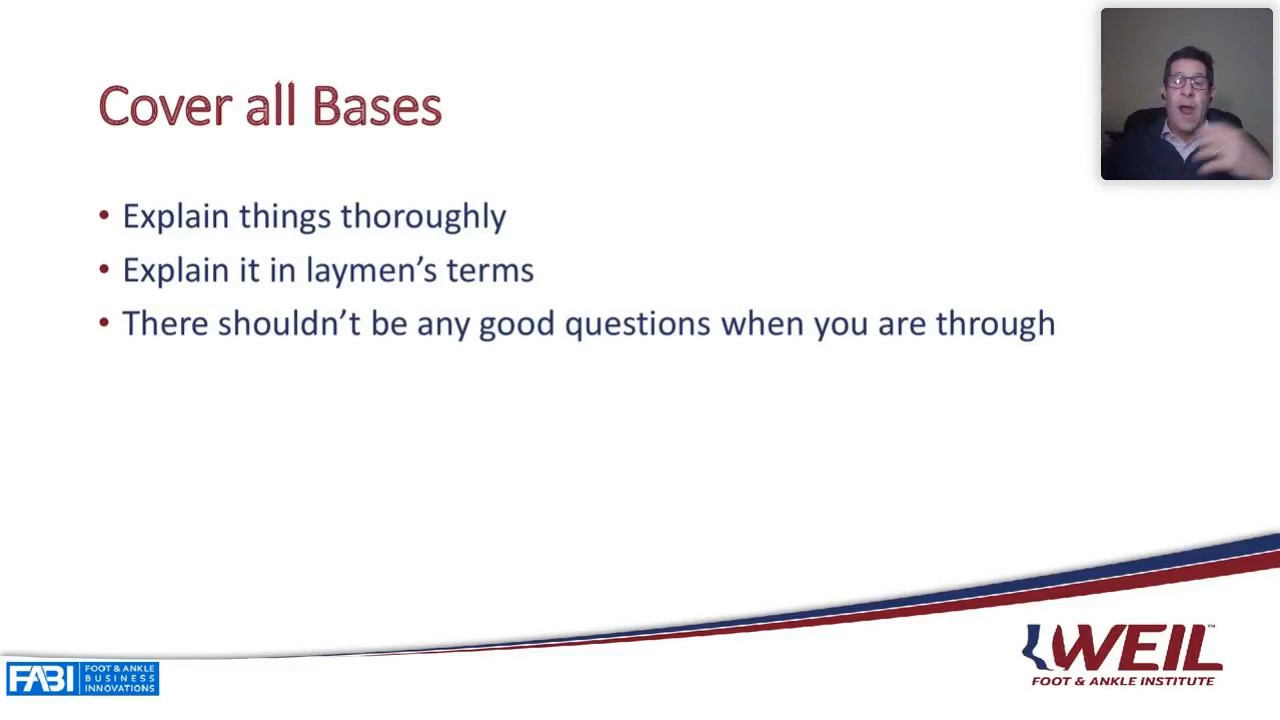 Cover all Bases
• Explain things thoroughly
• Explain it in laymen’s terms
• There shouldn’t be any good questions when you are through
WEIL™
FOOT & ANKLE INSTITUTE
FABI
FOOT & ANKLE
BUSINESS
INNOVATIONS